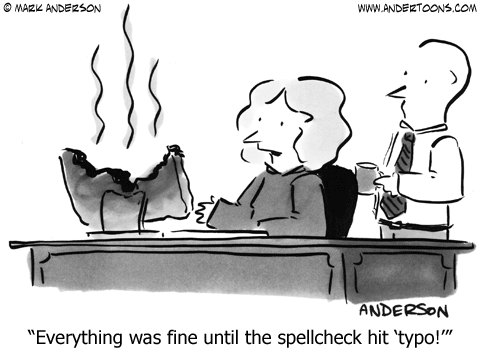 © MARK ANDERSON
WWW.ANDERTOONS.COM
ANDERSON
“Everything was fine until the spellcheck hit ‘typo!’”